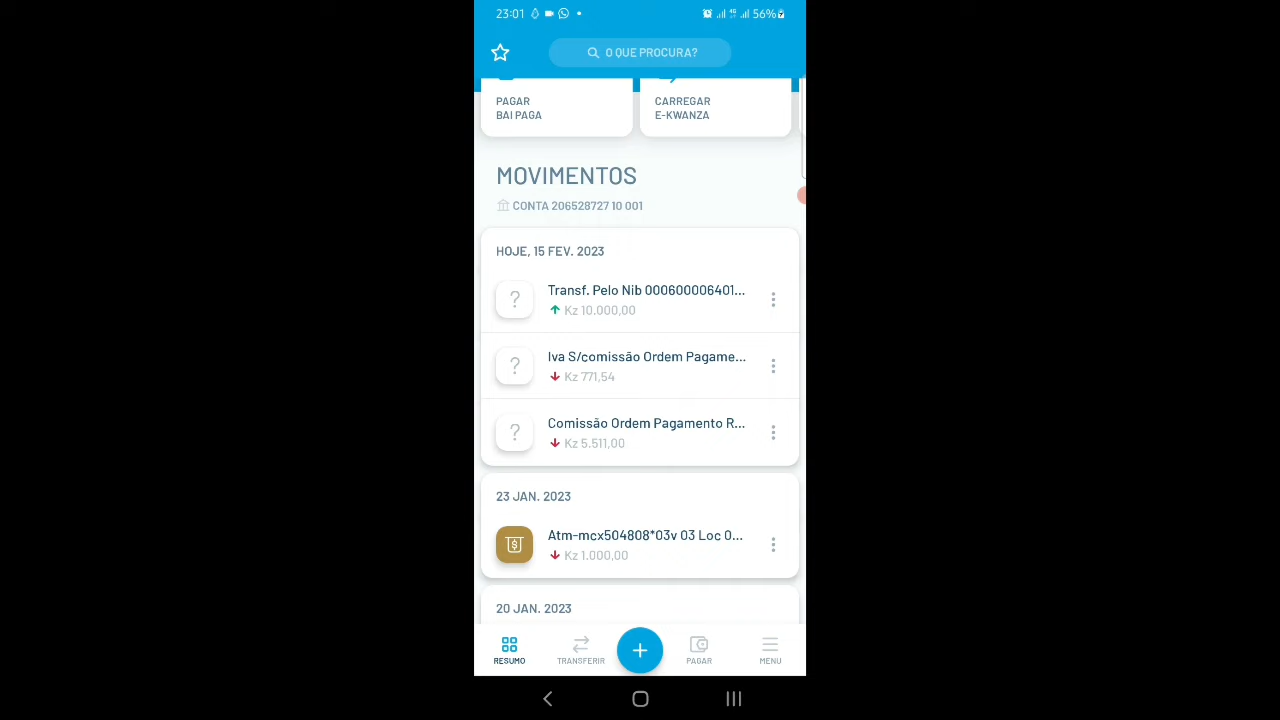 23:01 56%
O QUE PROCURA?
PAGAR
BAI PAGA
CARREGAR
E-KWANZA
MOVIMENTOS
CONTA 206528727 10 001
HOJE, 15 FEV. 2023
Transf. Pelo Nib 000600006401...
Kz 10.000,00
Iva S/comissão Ordem Pagame...
Kz 771,54
Comissão Ordem Pagamento R...
Kz 5.511,00
23 JAN. 2023
Atm-mcx504808*03v 03 Loc 0...
Kz 1.000,00
20 JAN. 2023
RESUMO TRANSFERIR PAGAR MENU